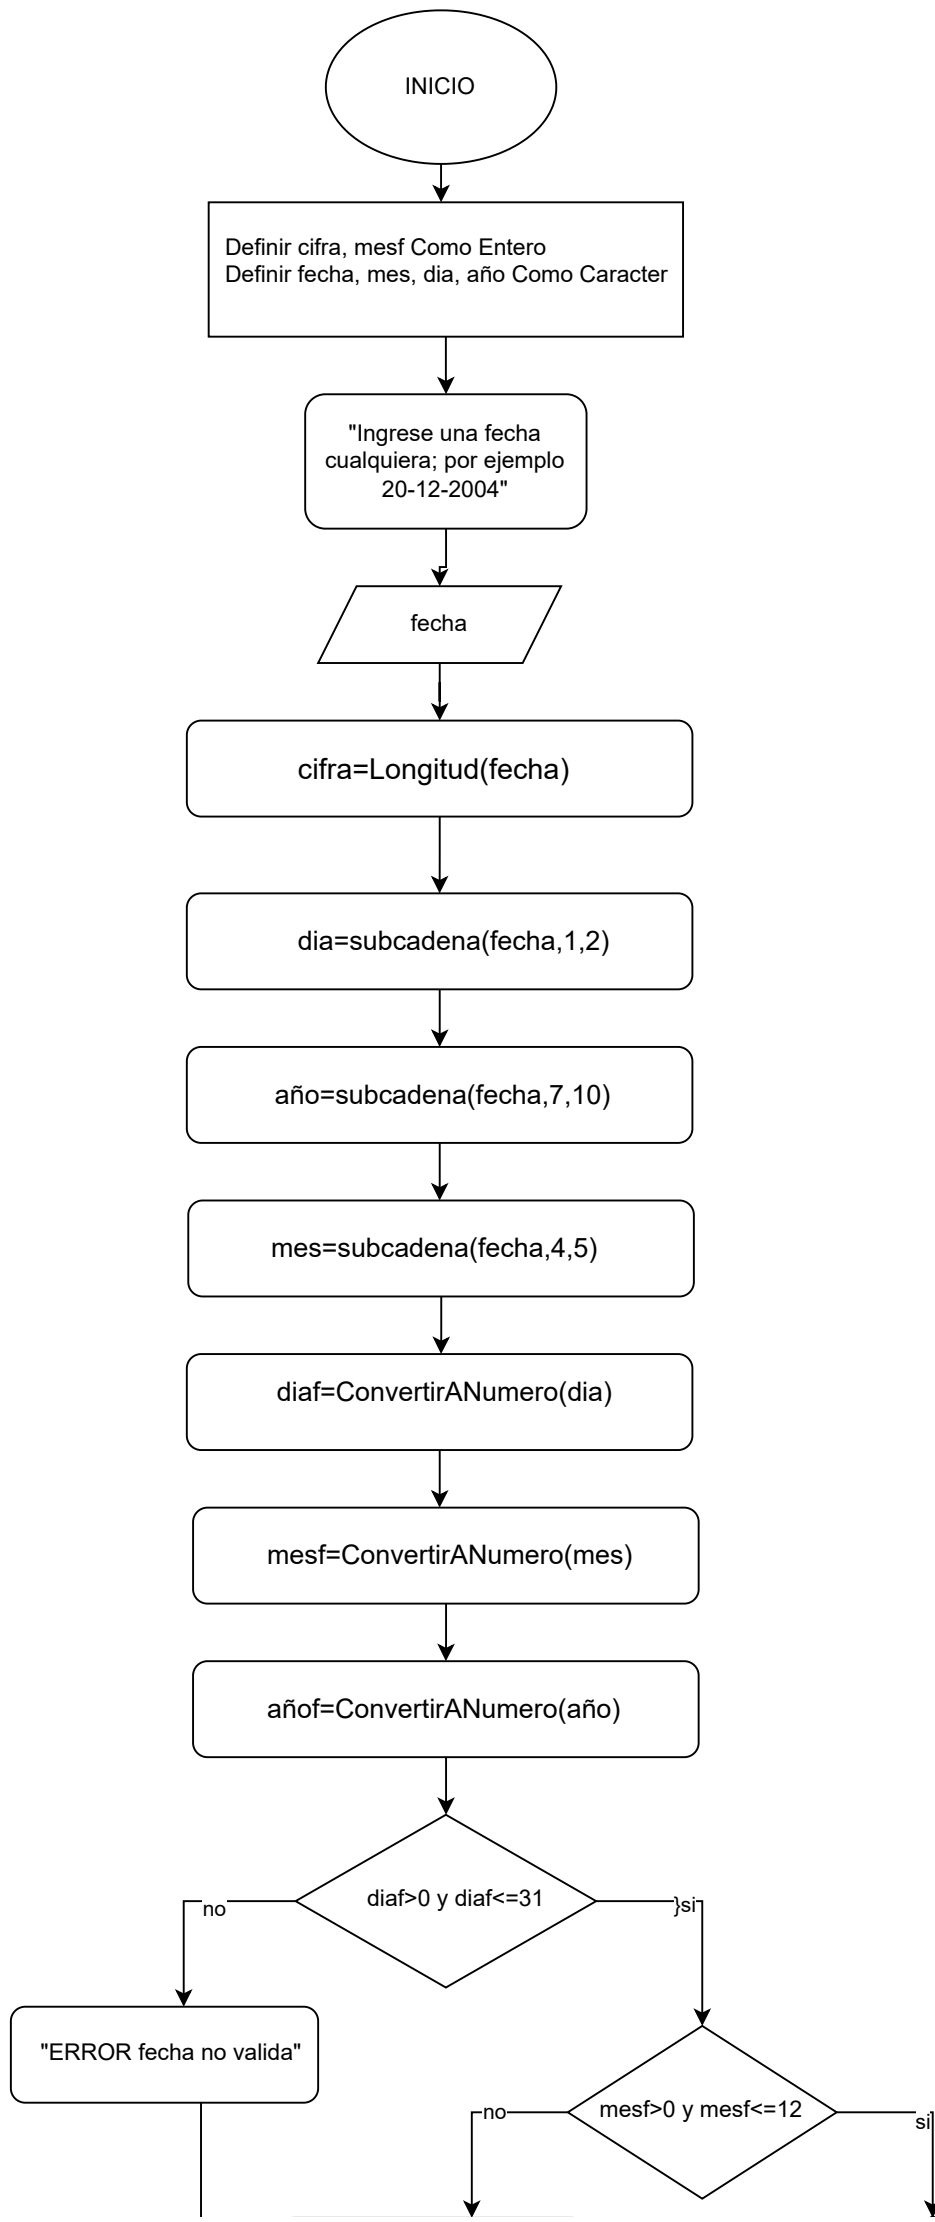 INICIO
Definir cifra, mesf Como Entero
Definir fecha, mes, dia, año Como Caracter
"Ingrese una fecha
cualquiera; por ejemplo
20-12-2004"
fecha
cifra=Longitud(fecha)
dia=subcadena(fecha,1,2)
año=subcadena(fecha,7,10)
mes=subcadena(fecha,4,5)
diaf=ConvertirANumero(dia)
mesf=ConvertirANumero(mes)
añof=ConvertirANumero(año)
diaf>0 y diaf<=31
no
}si
"ERROR fecha no valida"
mesf>0 y mesf<=12
no
si